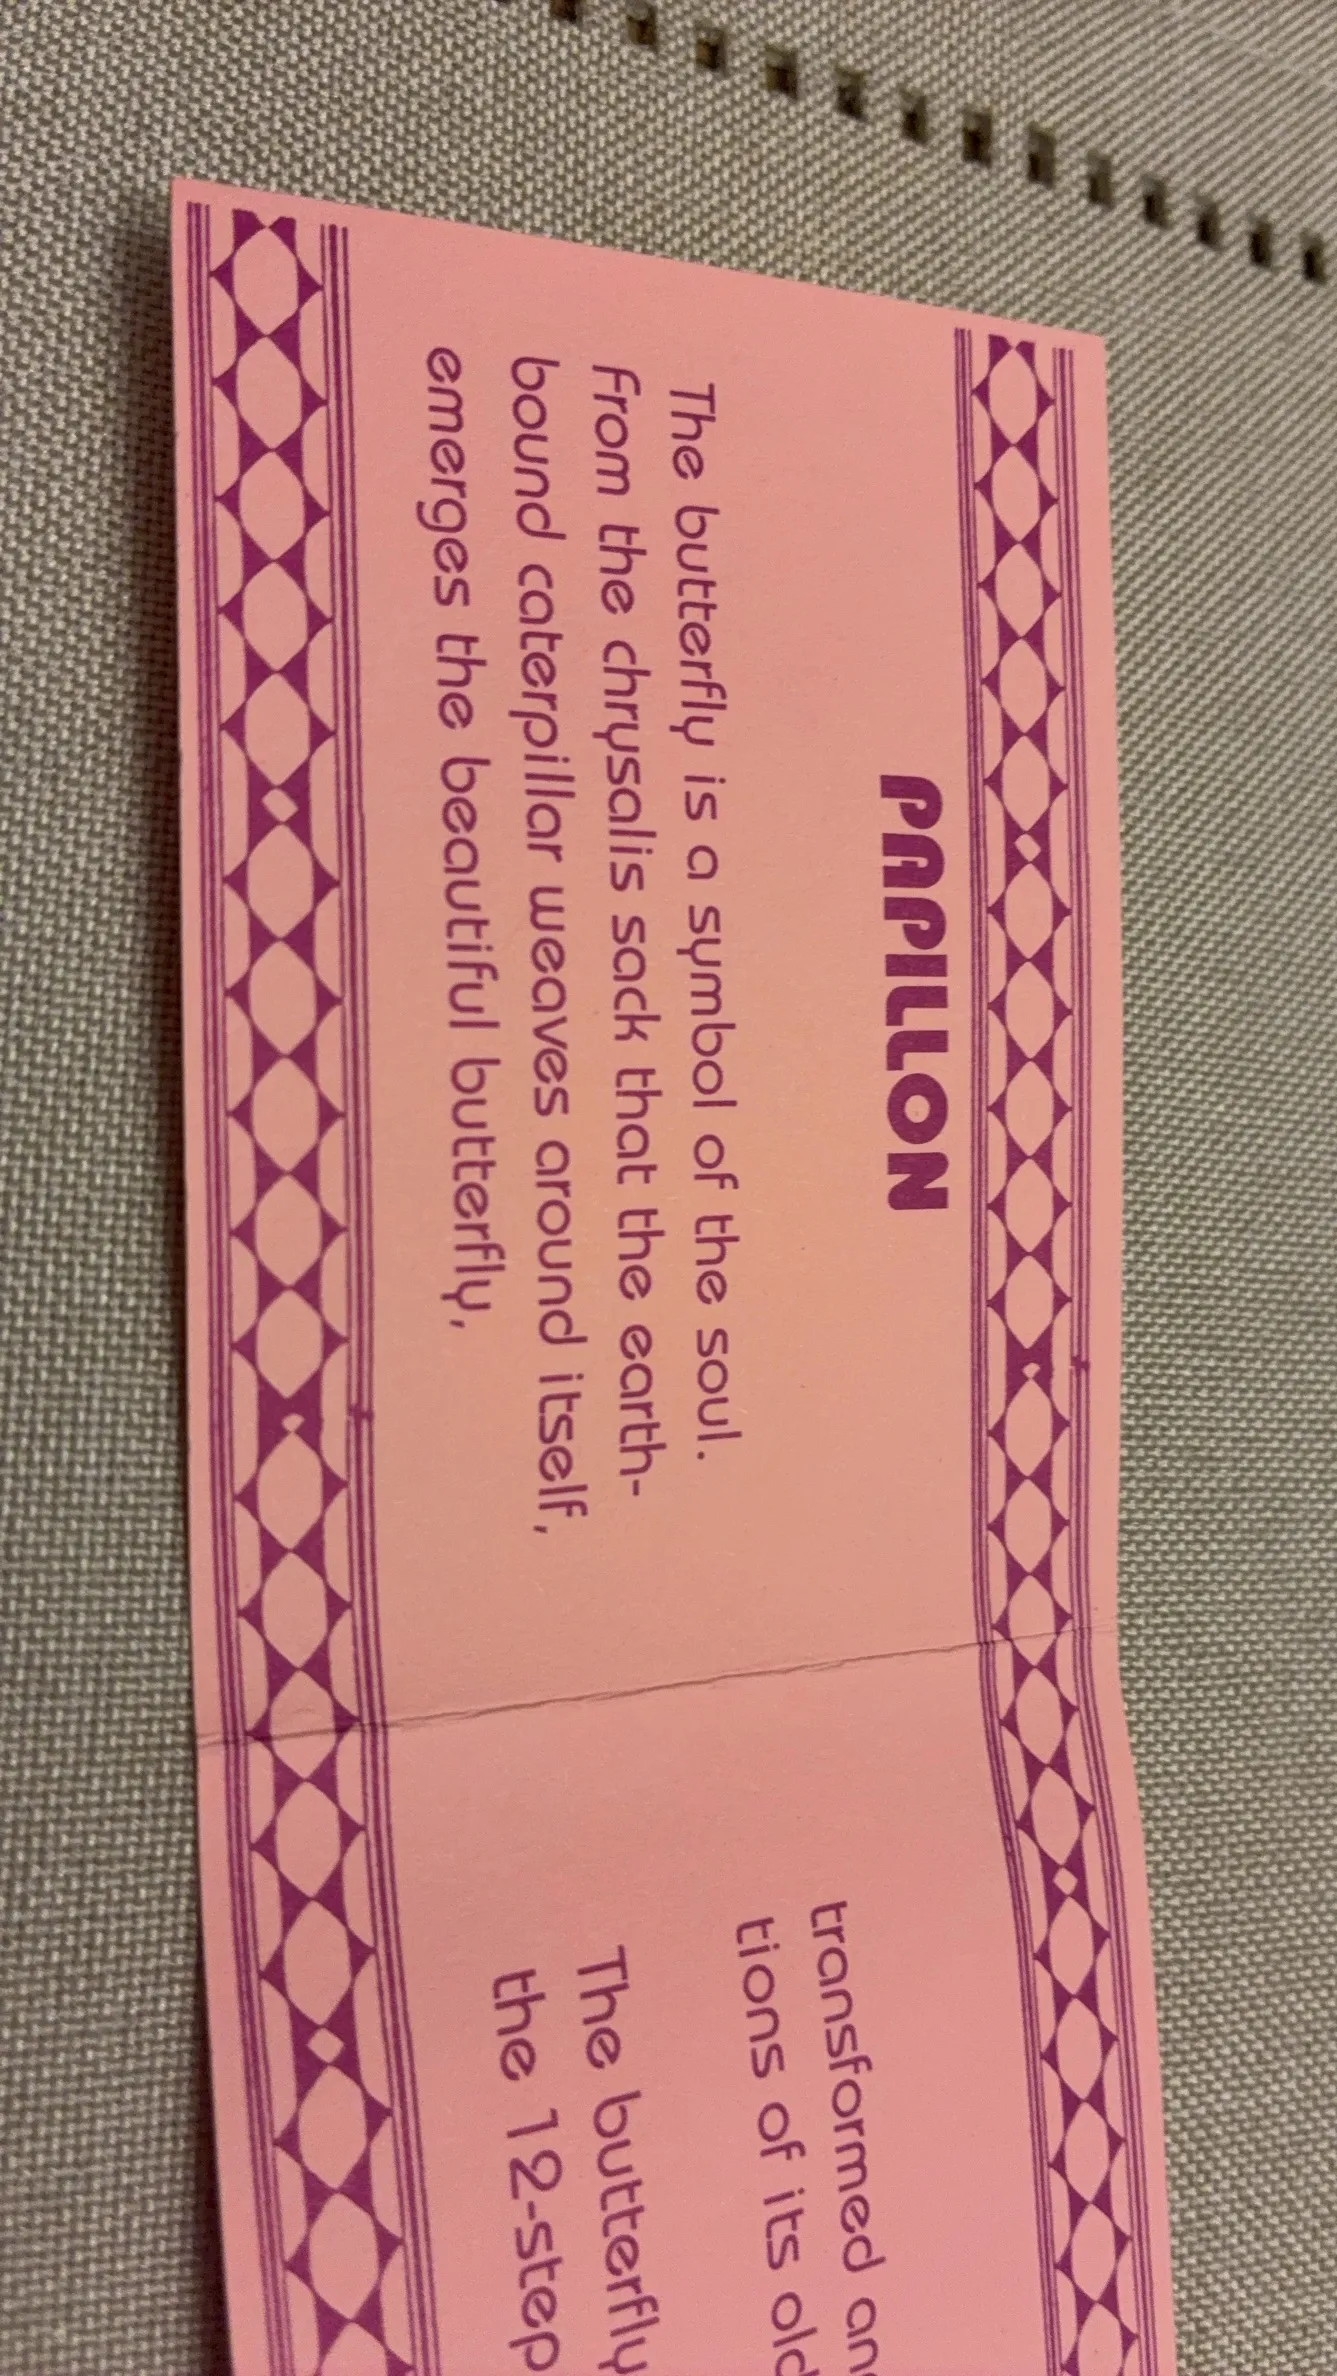 PAPILLON
The butterfly is a symbol of the soul.
From the chrysalis sack that the earth-
bound caterpillar weaves around itself,
emerges the beautiful butterfly,
transformed
tions of its old
The butterfly
the 12-step